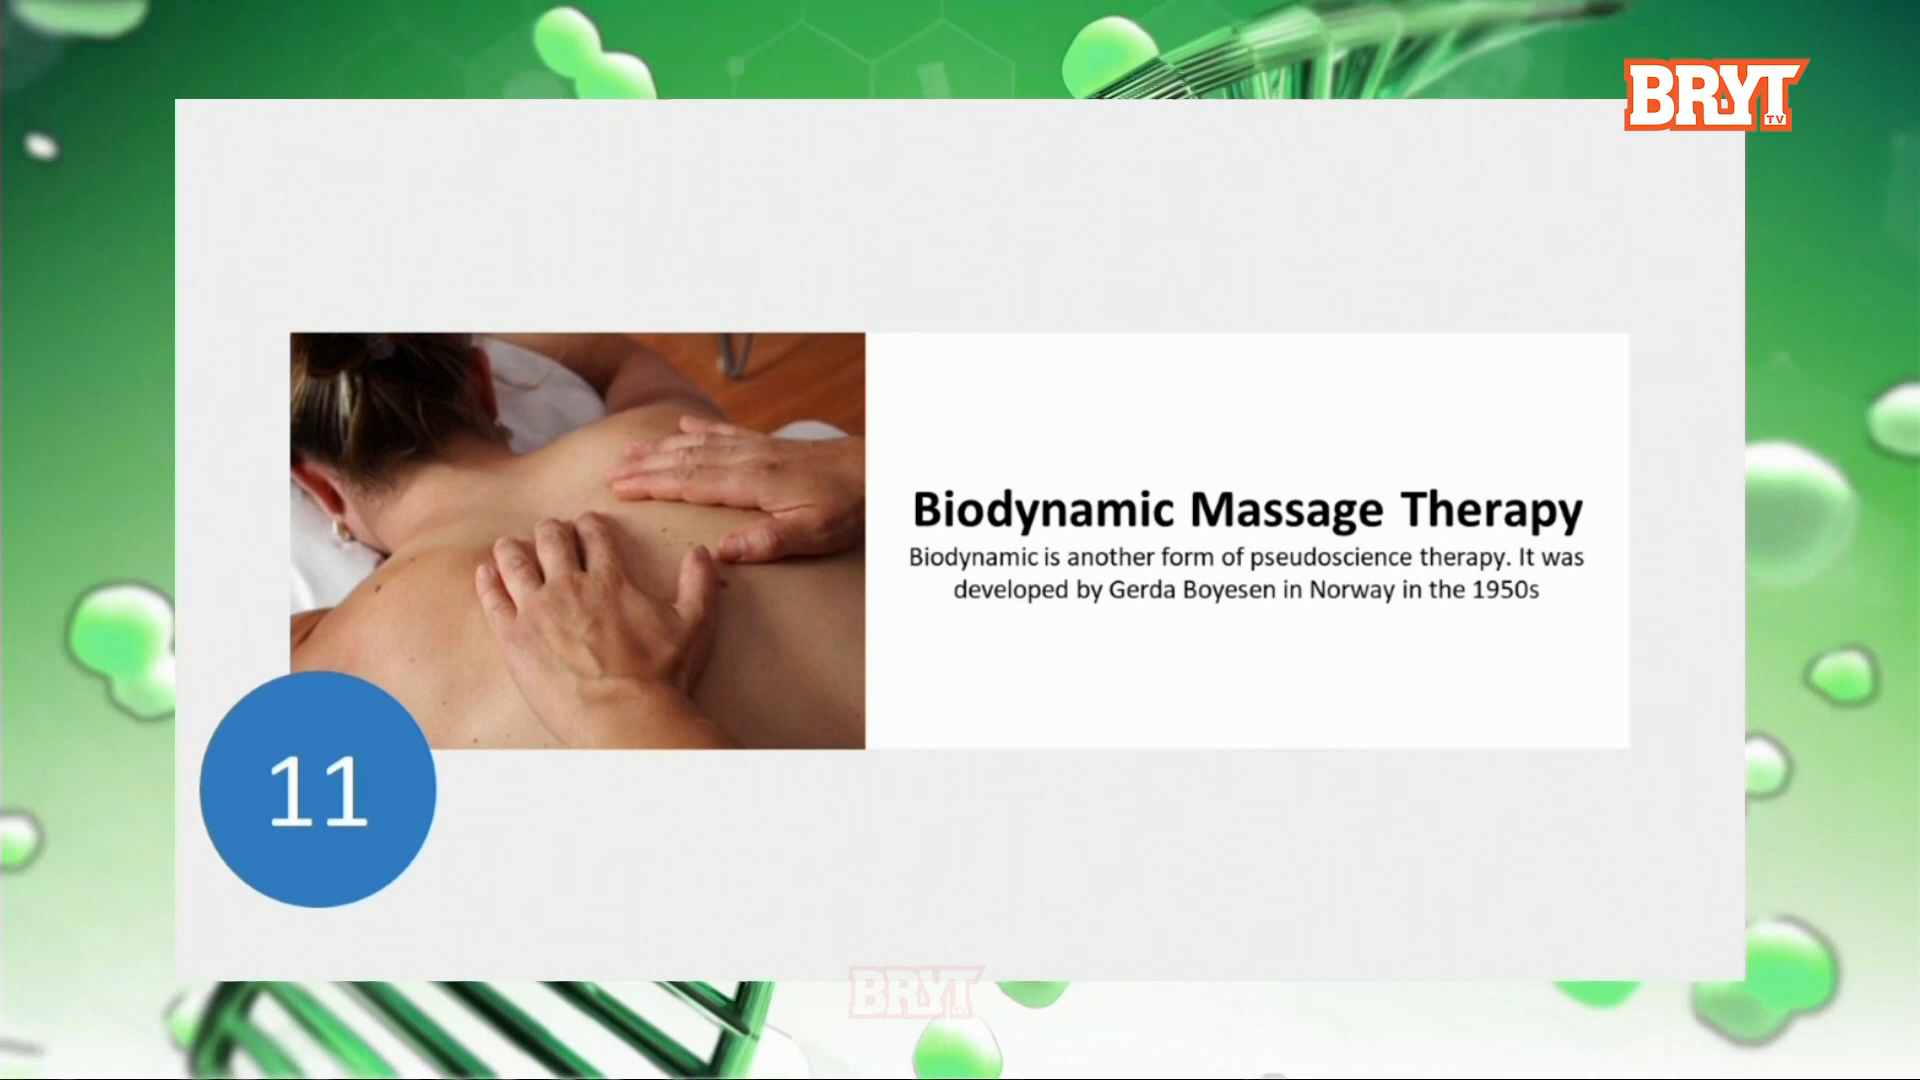 BRYT
TV
Biodynamic Massage Therapy
Biodynamic is another form of pseudoscience therapy. It was
developed by Gerda Boyesen in Norway in the 1950s
11
BRYT
TV